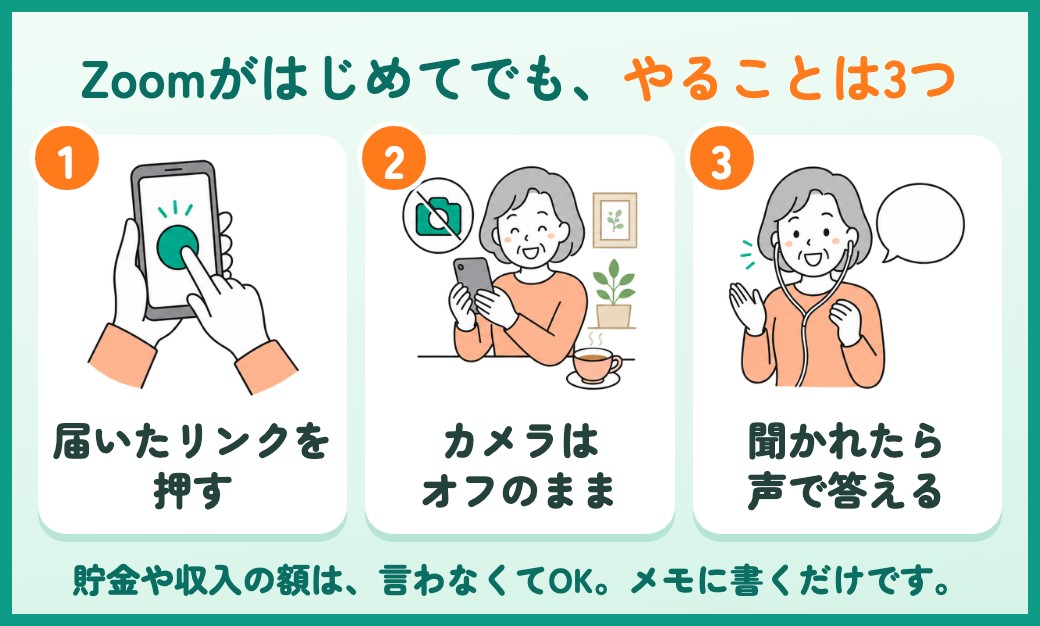 Zoomがはじめてでも、やることは3つ
1
届いたリンクを
押す
2
カメラは
オフのまま
3
聞かれたら
声で答える
貯金や収入の額は、言わなくてOK。メモに書くだけです。